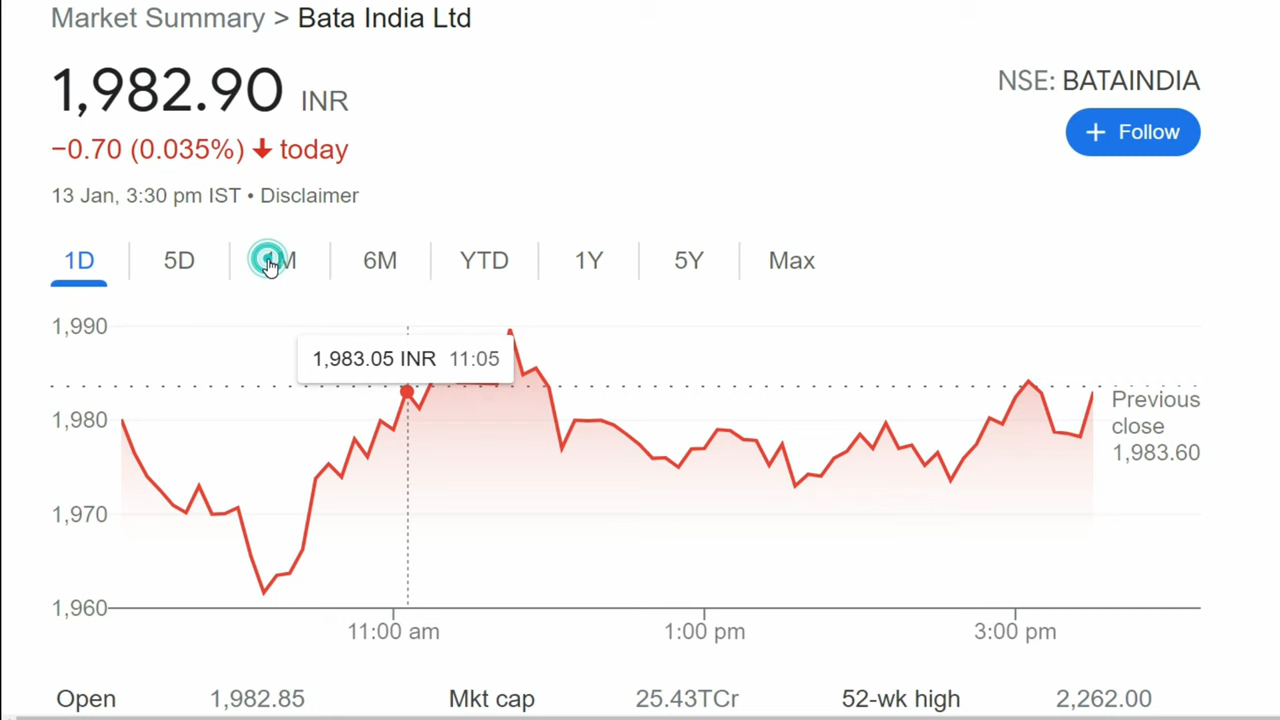 Market Summary > Bata India Ltd
1,982.90 INR
NSE: BATAINDIA
−0.70 (0.035%) today
+ Follow
13 Jan, 3:30 pm IST • Disclaimer
1D 5D 6M YTD 1Y 5Y Max
1,990
1,983.05 INR 11:05
1,980
Previous
close
1,983.60
1,970
1,960
11:00 am 1:00 pm 3:00 pm
Open 1,982.85 Mkt cap 25.43TCr 52-wk high 2,262.00